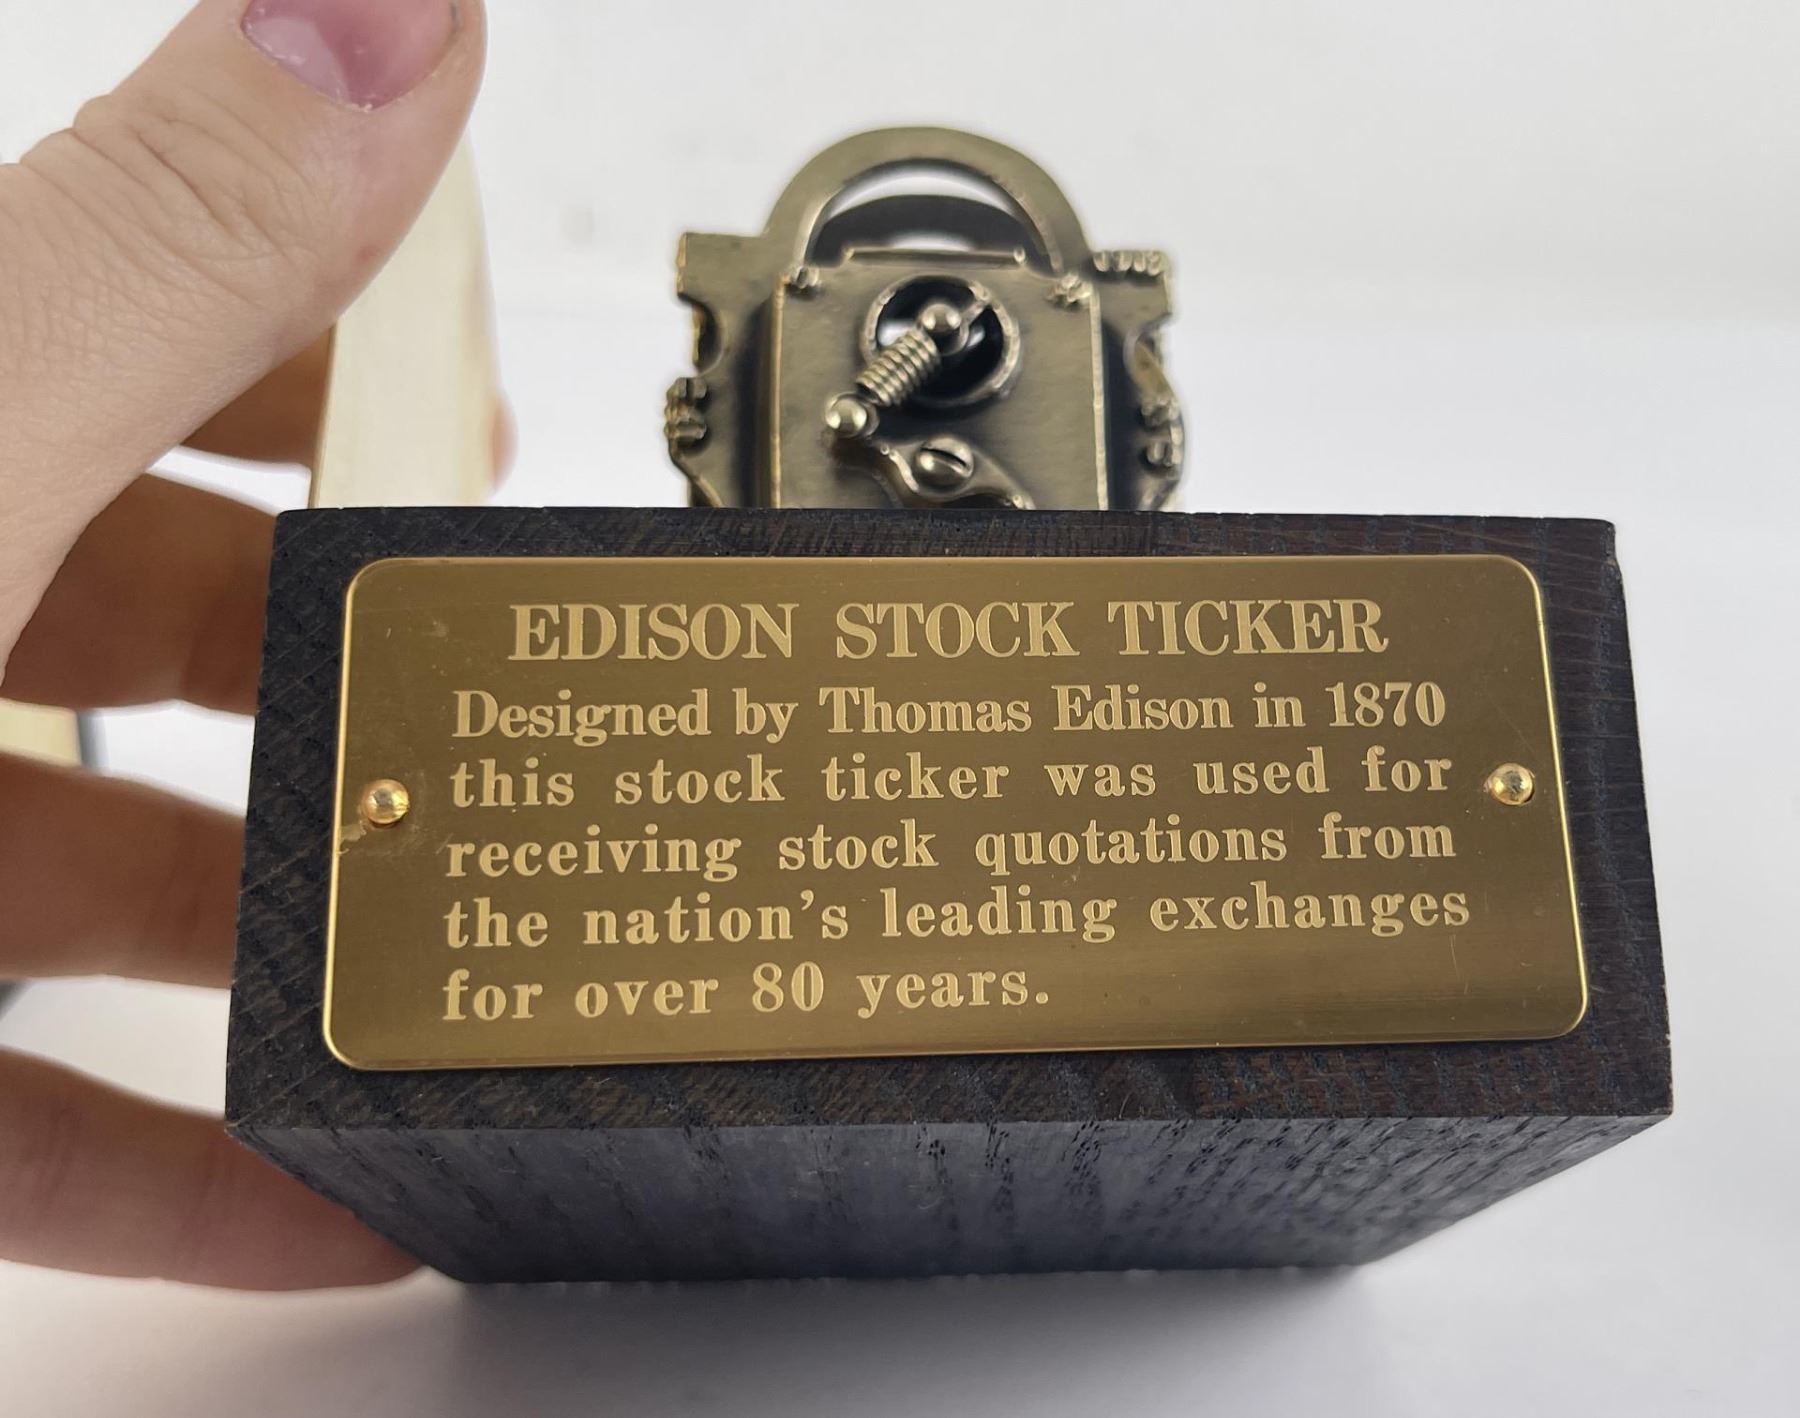 EDISON STOCK TICKER
Designed by Thomas Edison in 1870
this stock ticker was used for
receiving stock quotations from
the nation's leading exchanges
for over 80 years.